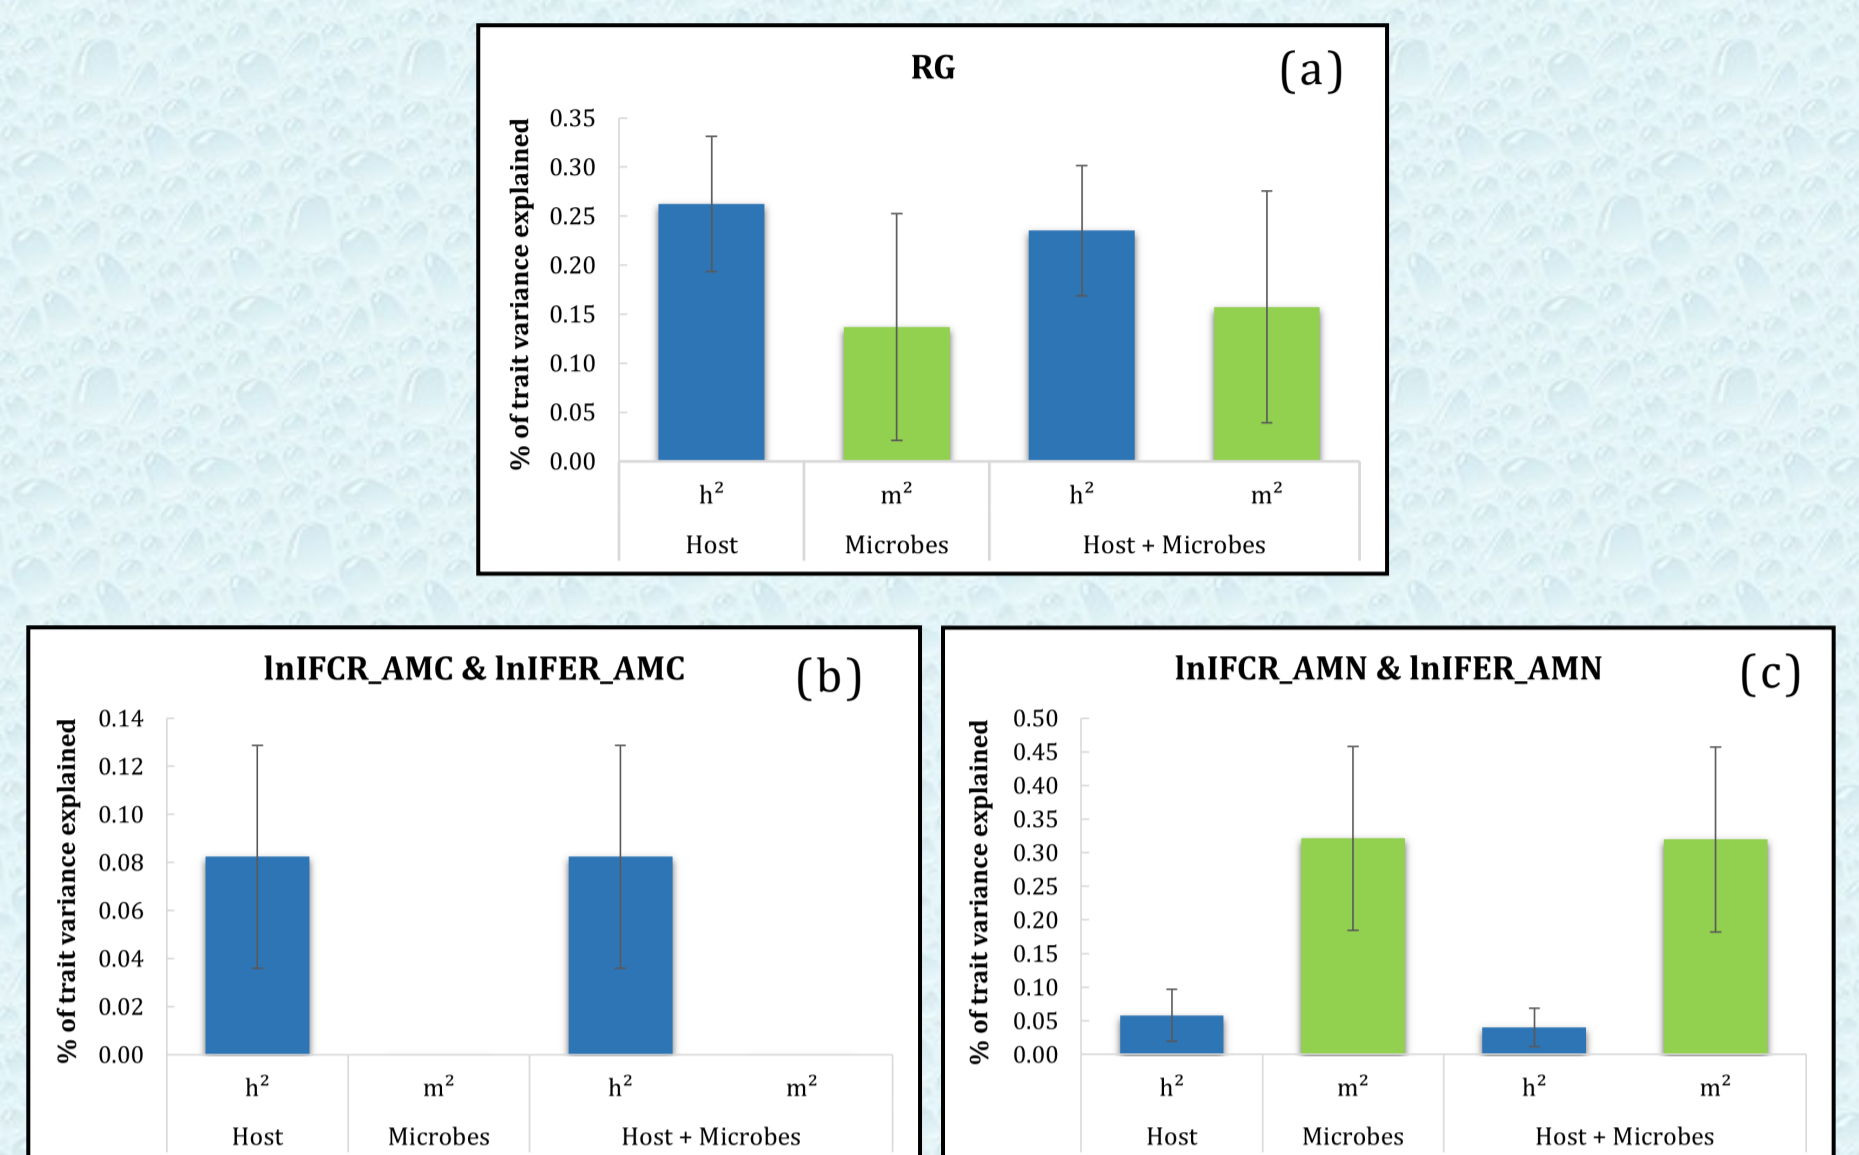 RG
(a)
% of trait variance explained
0.35
0.30
0.25
0.20
0.15
0.10
0.05
0.00
h² m² h² m²
Host Microbes Host + Microbes
lnIFCR_AMC & lnIFER_AMC
(b)
% of trait variance explained
0.14
0.12
0.10
0.08
0.06
0.04
0.02
0.00
h² m² h² m²
Host Microbes Host + Microbes
lnIFCR_AMN & lnIFER_AMN
(c)
% of trait variance explained
0.50
0.45
0.40
0.35
0.30
0.25
0.20
0.15
0.10
0.05
0.00
h² m² h² m²
Host Microbes Host + Microbes